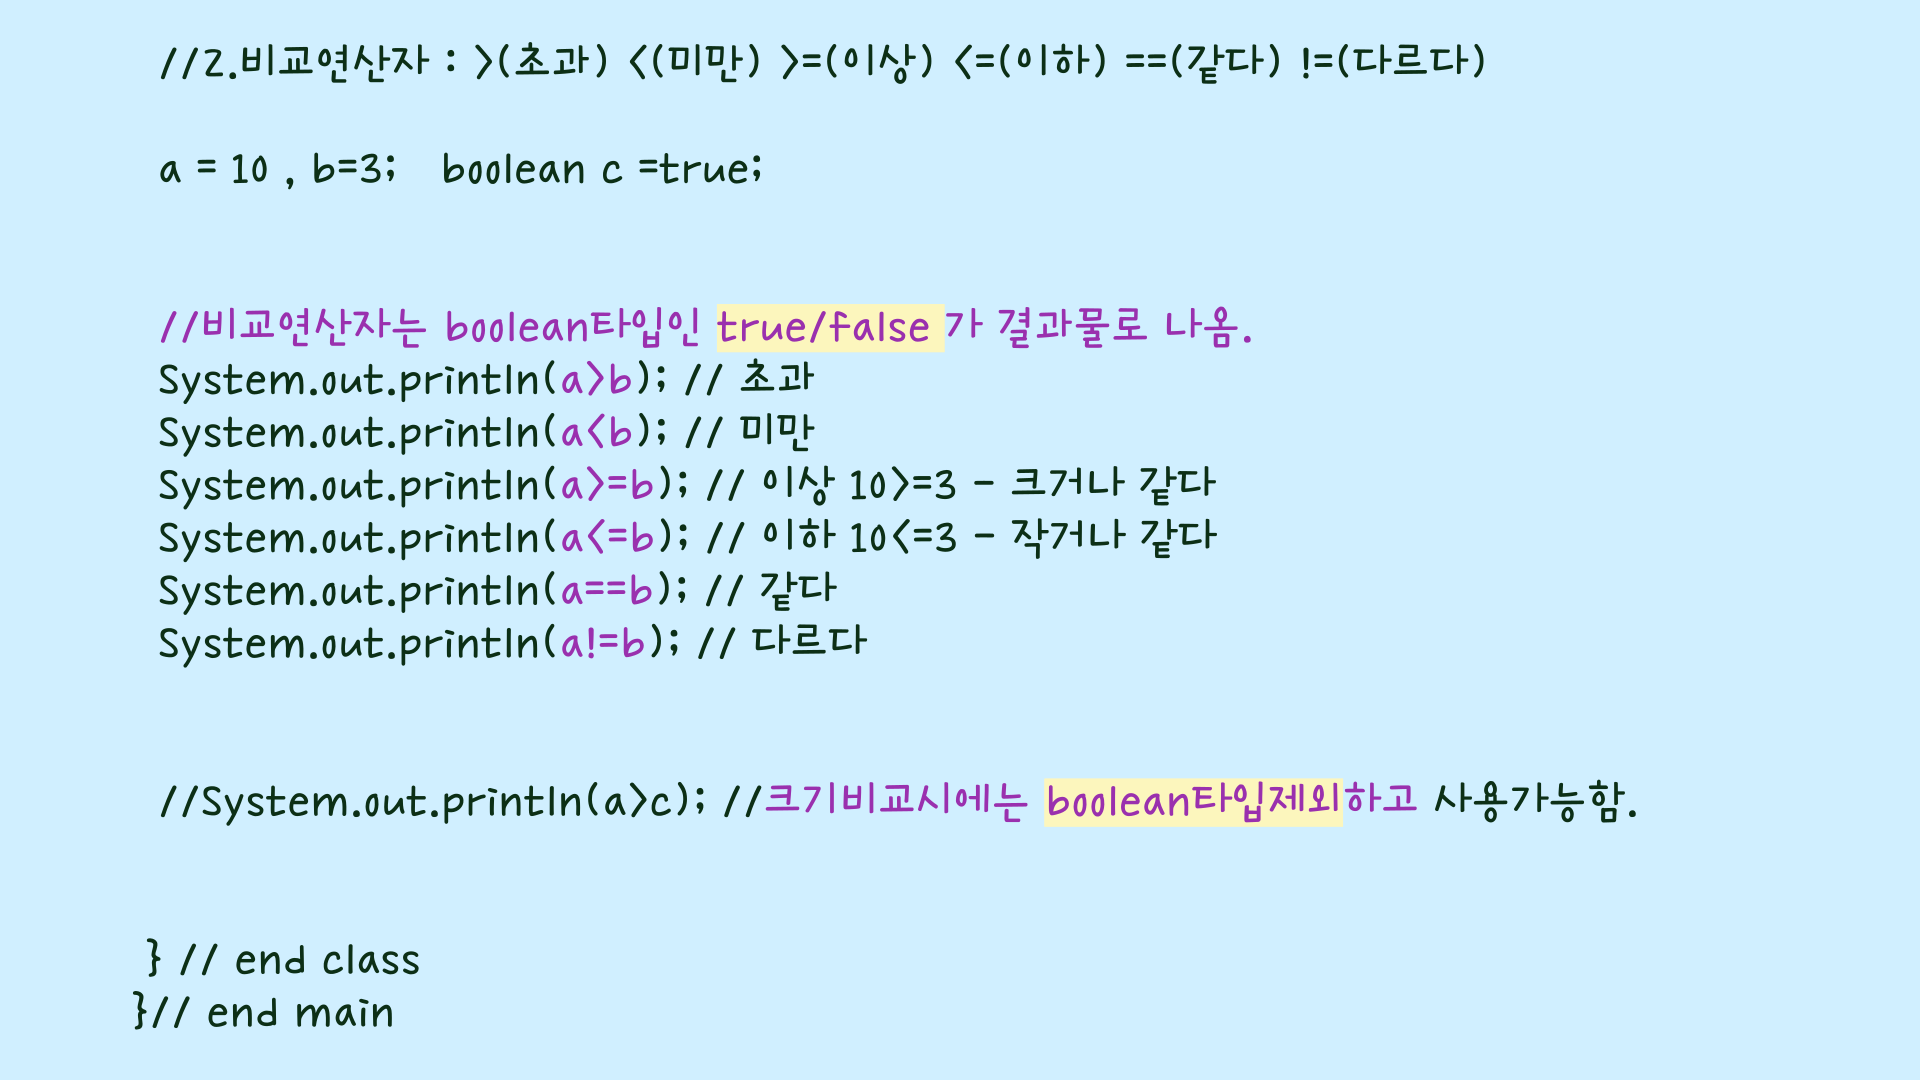 //2.비교연산자 : >(초과) <(미만) >=(이상) <=(이하) ==(같다) !=(다르다)
a = 10 , b=3; boolean c =true;
//비교연산자는 boolean타입인 true/false 가 결과물로 나옴.
System.out.println(a>b); // 초과
System.out.println(a<b); // 미만
System.out.println(a>=b); // 이상 10>=3 - 크거나 같다
System.out.println(a<=b); // 이하 10<=3 - 작거나 같다
System.out.println(a==b); // 같다
System.out.println(a!=b); // 다르다
//System.out.println(a>c); //크기비교시에는 boolean타입제외하고 사용가능함.
} // end class
}// end main